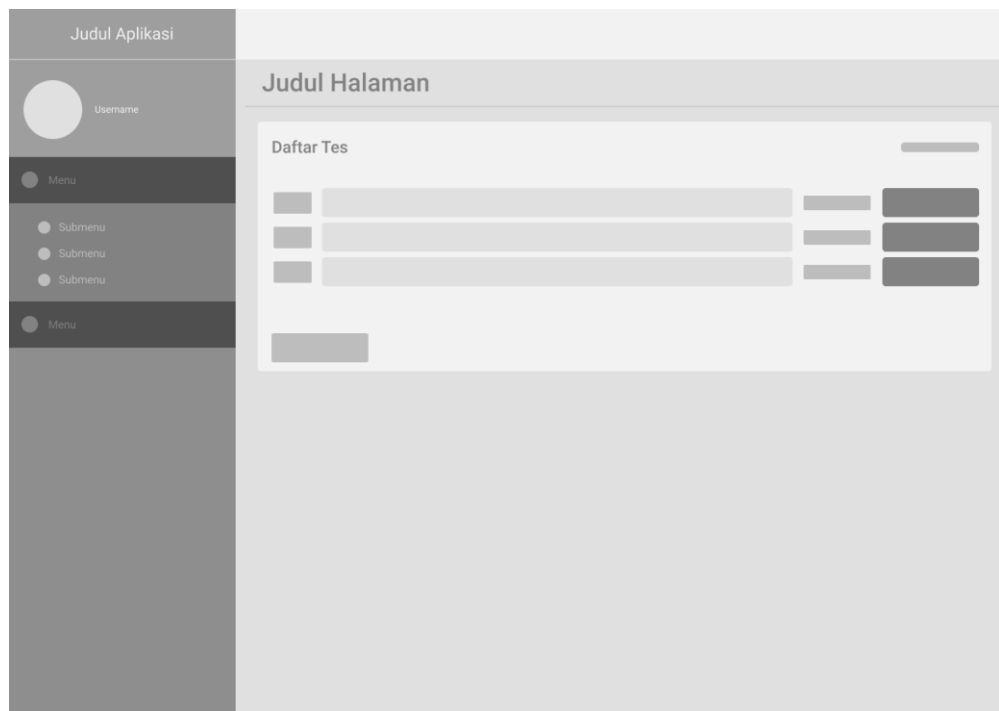 Judul Aplikasi
Username
Menu
Submenu
Submenu
Submenu
Menu
Judul Halaman
Daftar Tes